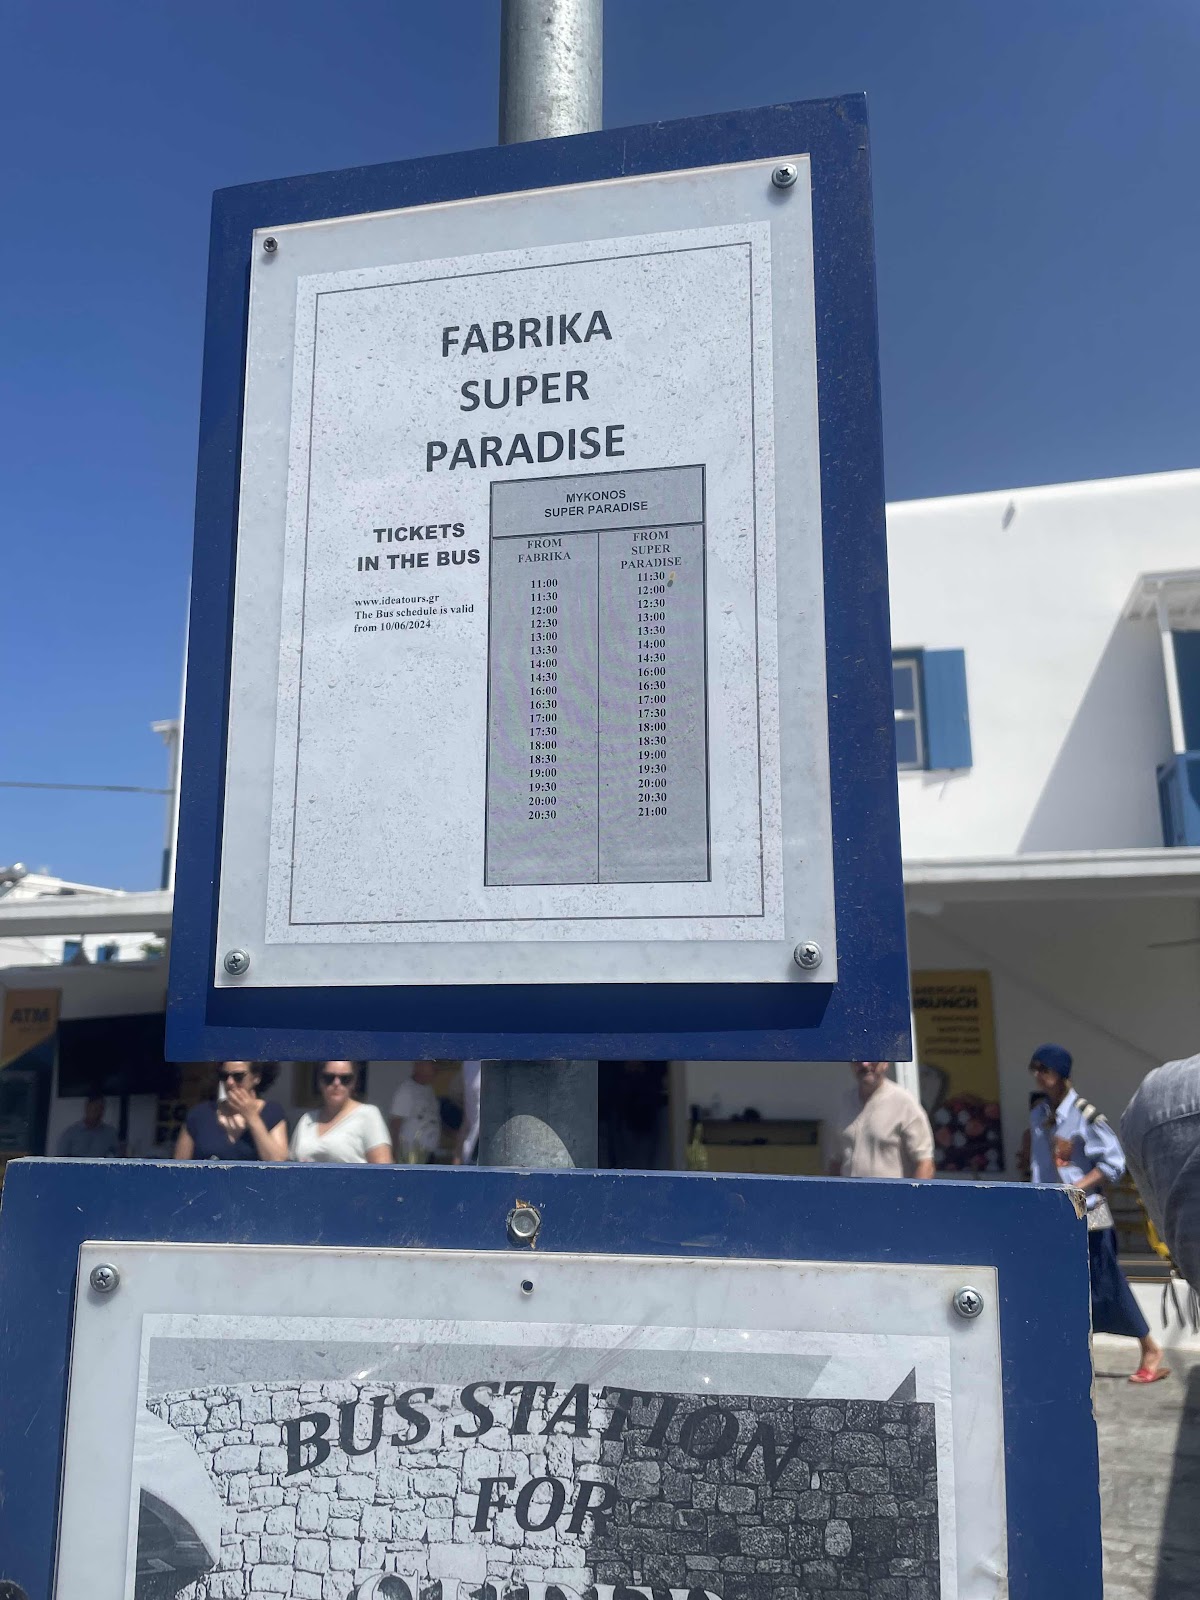 FABRIKA
SUPER
PARADISE
TICKETS
IN THE BUS
www.ideatours.gr
The Bus schedule is valid
from 10/06/2024
MYKONOS
SUPER PARADISE
FROM
FABRIKA
11:00
11:30
12:00
12:30
13:00
13:30
14:00
14:30
16:00
16:30
17:00
17:30
18:00
18:30
19:00
19:30
20:00
20:30
FROM
SUPER
PARADISE
11:30
12:00
12:30
13:00
13:30
14:00
14:30
16:00
16:30
17:00
17:30
18:00
18:30
19:00
19:30
20:00
20:30
21:00
ATM
BRUNCH
BUS STATION
FOR
SUPER